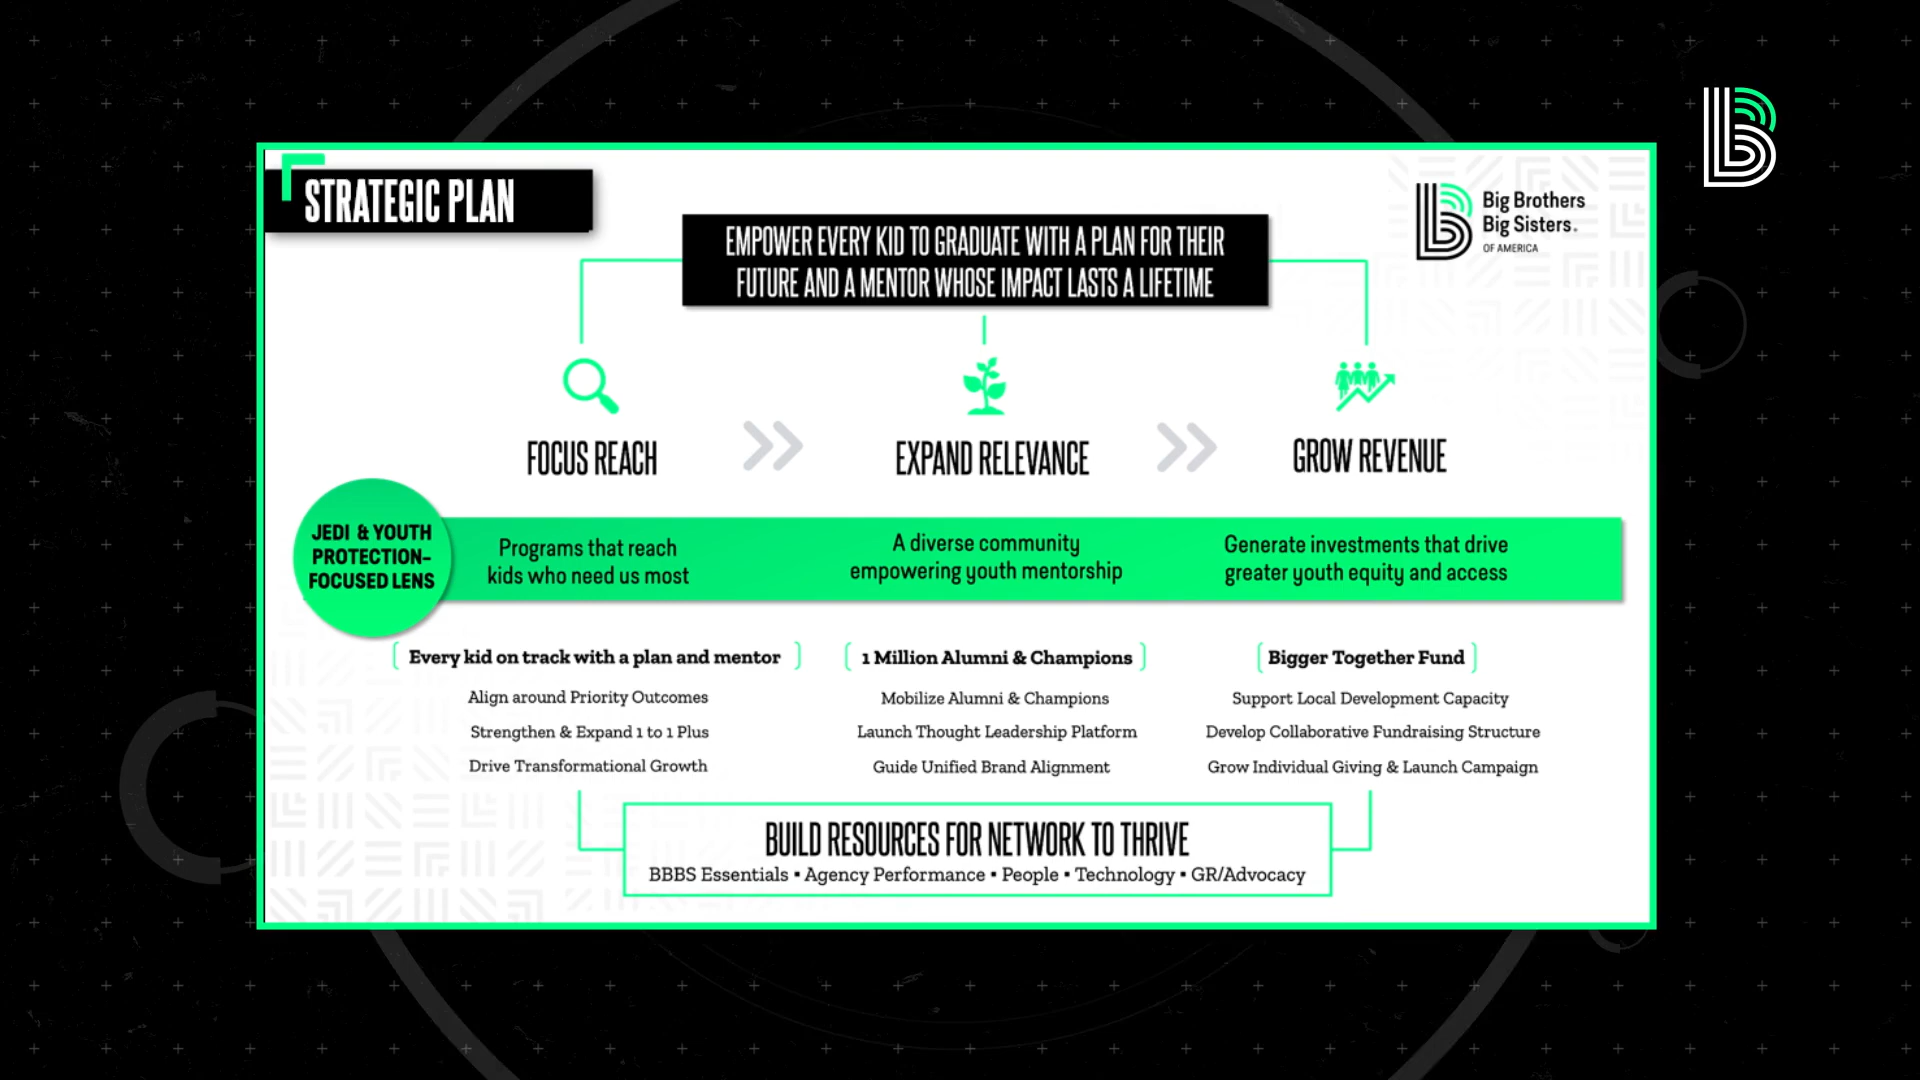 STRATEGIC PLAN
Big Brothers
Big Sisters.
OF AMERICA
EMPOWER EVERY KID TO GRADUATE WITH A PLAN FOR THEIR
FUTURE AND A MENTOR WHOSE IMPACT LASTS A LIFETIME
FOCUS REACH
EXPAND RELEVANCE
GROW REVENUE
JEDI & YOUTH
PROTECTION-
FOCUSED LENS
Programs that reach
kids who need us most
A diverse community
empowering youth mentorship
Generate investments that drive
greater youth equity and access
Every kid on track with a plan and mentor
Align around Priority Outcomes
Strengthen & Expand 1 to 1 Plus
Drive Transformational Growth
1 Million Alumni & Champions
Mobilize Alumni & Champions
Launch Thought Leadership Platform
Guide Unified Brand Alignment
Bigger Together Fund
Support Local Development Capacity
Develop Collaborative Fundraising Structure
Grow Individual Giving & Launch Campaign
BUILD RESOURCES FOR NETWORK TO THRIVE
BBBS Essentials ▪ Agency Performance ▪ People ▪ Technology ▪ GR/Advocacy